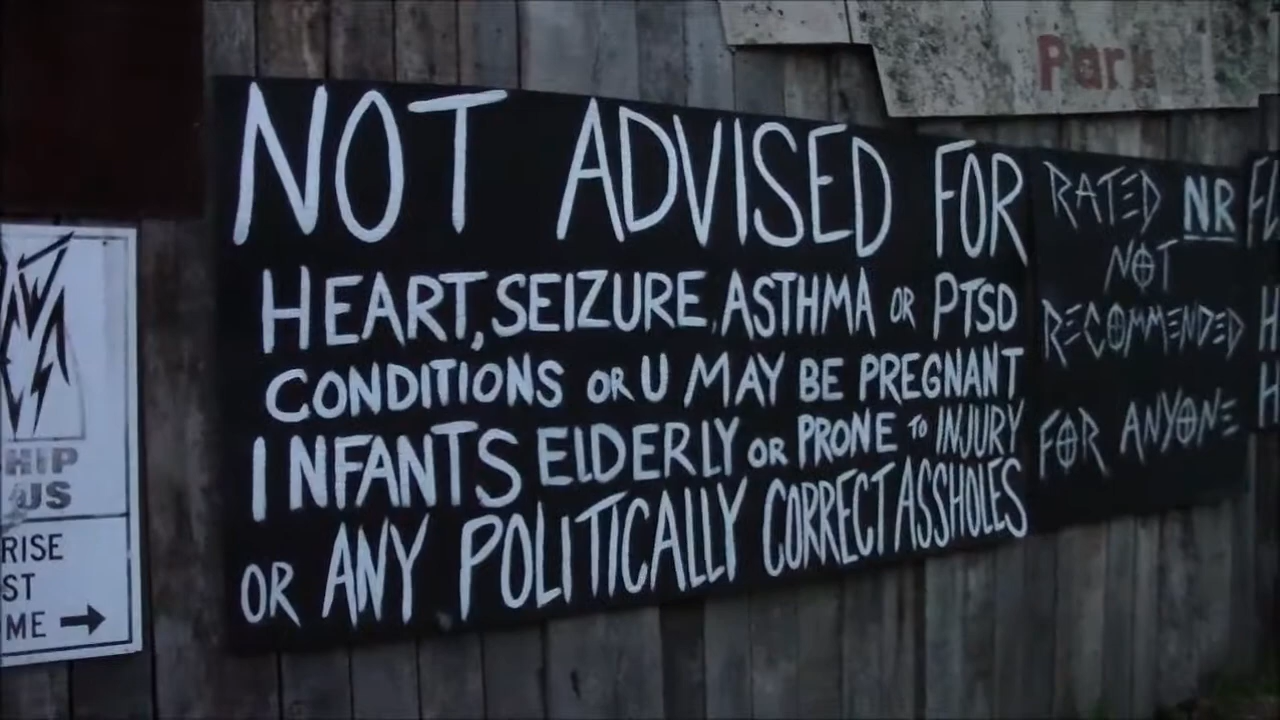 Park
NOT ADVISED FOR
HEART, SEIZURE, ASTHMA OR PTSD
CONDITIONS OR U MAY BE PREGNANT
INFANTS ELDERLY OR PRONE TO INJURY
OR ANY POLITICALLY CORRECT ASSHOLES
RATED NR
NOT
RECOMMENDED
FOR ANYONE
HIP
US
RISE
ST
ME